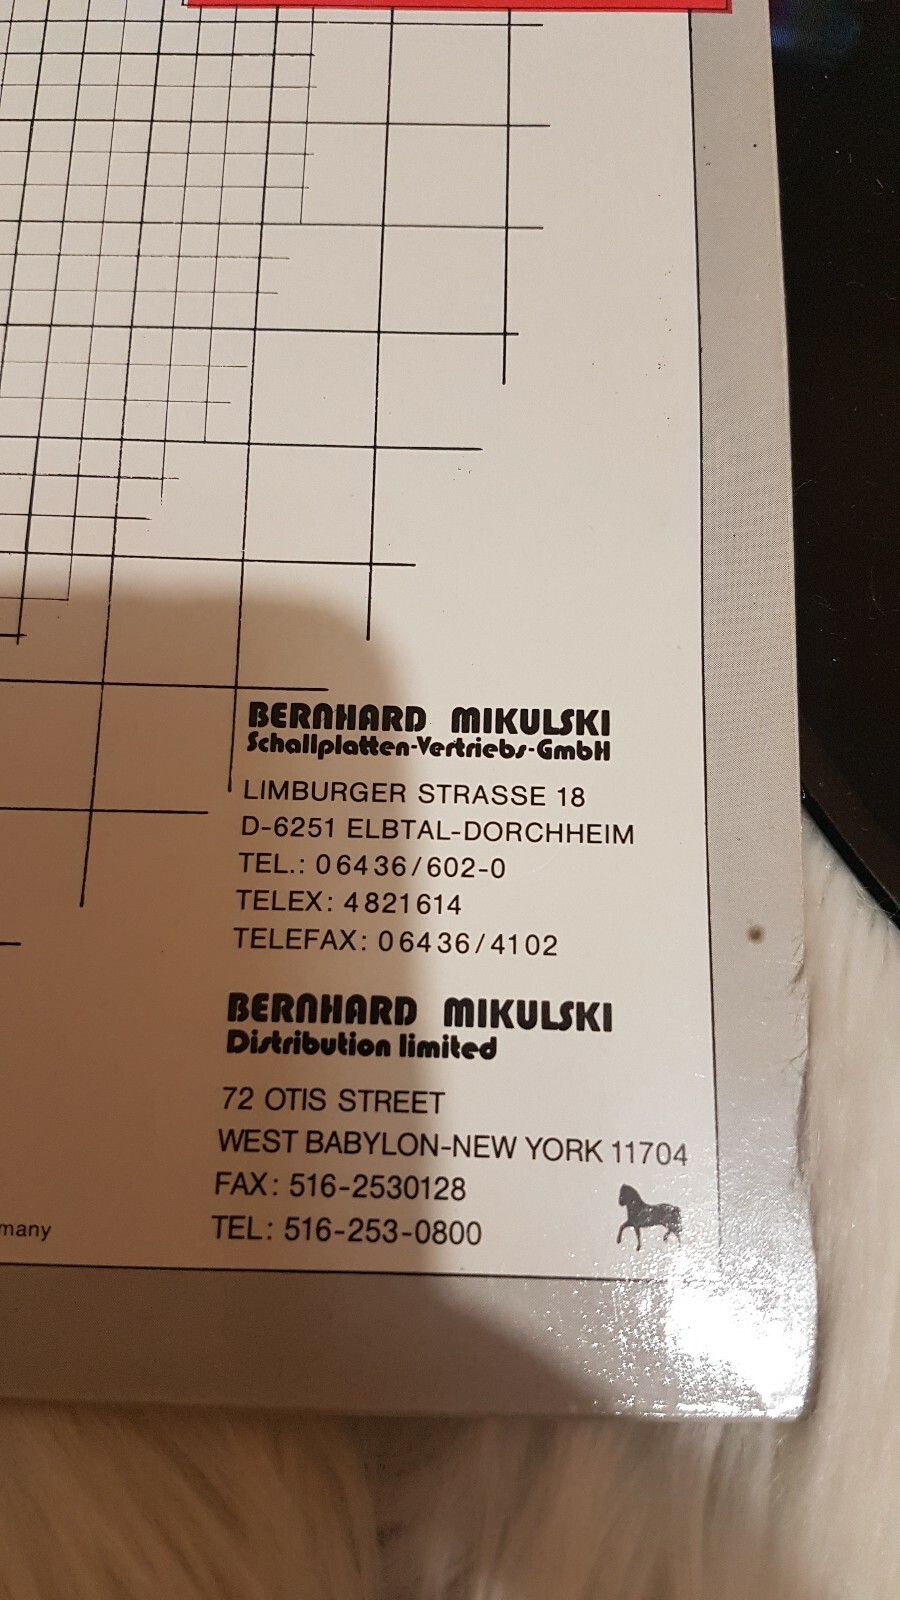 BERNHARD MIKULSKI
Schallplatten-Vertriebs-GmbH
LIMBURGER STRASSE 18
D-6251 ELBTAL-DORCHHEIM
TEL.: 06436/602-0
TELEX: 4821614
TELEFAX: 06436/4102
BERNHARD MIKULSKI
Distribution limited
72 OTIS STREET
WEST BABYLON-NEW YORK 11704
FAX: 516-2530128
TEL: 516-253-0800
many